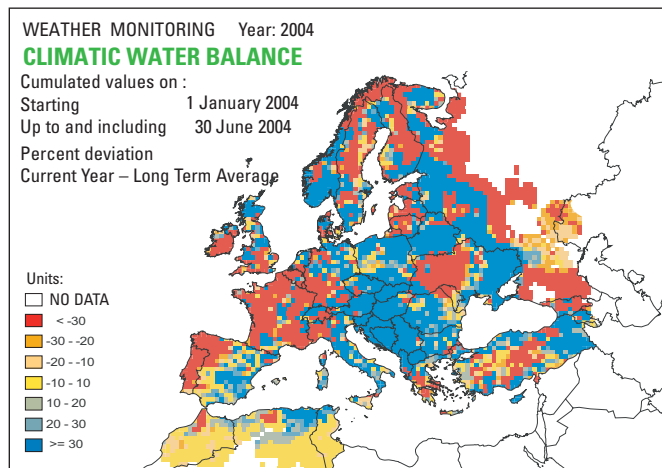 WEATHER MONITORING Year: 2004
CLIMATIC WATER BALANCE
Cumulated values on :
Starting 1 January 2004
Up to and including 30 June 2004
Percent deviation
Current Year – Long Term Average
Units:
NO DATA
< -30
-30 - -20
-20 - -10
-10 - 10
10 - 20
20 - 30
>= 30